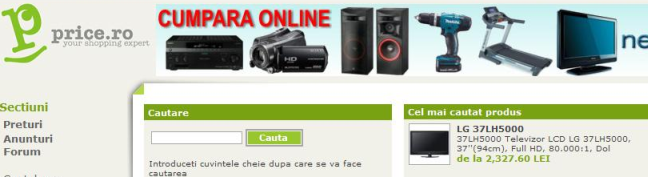 price.ro
your shopping expert
CUMPARA ONLINE
HD
makita
ne
Sectiuni
Preturi
Anunturi
Forum
Cautare
Cauta
Introduceti cuvintele cheie dupa care se va face
cautarea
Cel mai cautat produs
LG 37LH5000
37LH5000 Televizor LCD LG 37LH5000,
37"(94cm), Full HD, 80.000:1, Dol
de la 2,327.60 LEI